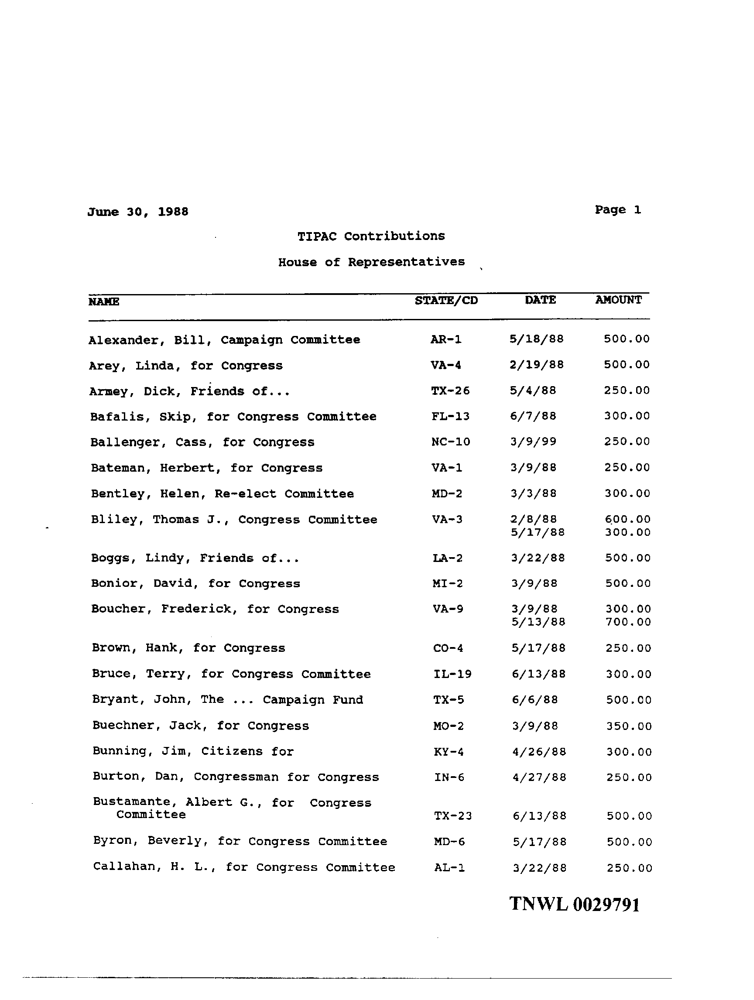 June 30, 1988 Page 1
TIPAC Contributions
House of Representatives
NAME STATE/CD DATE AMOUNT
Alexander, Bill, Campaign Committee AR-1 5/18/88 500.00
Arey, Linda, for Congress VA-4 2/19/88 500.00
Armey, Dick, Friends of... TX-26 5/4/88 250.00
Bafalis, Skip, for Congress Committee FL-13 6/7/88 300.00
Ballenger, Cass, for Congress NC-10 3/9/99 250.00
Bateman, Herbert, for Congress VA-1 3/9/88 250.00
Bentley, Helen, Re-elect Committee MD-2 3/3/88 300.00
Bliley, Thomas J., Congress Committee VA-3 2/8/88 600.00
5/17/88 300.00
Boggs, Lindy, Friends of... LA-2 3/22/88 500.00
Bonior, David, for Congress MI-2 3/9/88 500.00
Boucher, Frederick, for Congress VA-9 3/9/88 300.00
5/13/88 700.00
Brown, Hank, for Congress CO-4 5/17/88 250.00
Bruce, Terry, for Congress Committee IL-19 6/13/88 300.00
Bryant, John, The ... Campaign Fund TX-5 6/6/88 500.00
Buechner, Jack, for Congress MO-2 3/9/88 350.00
Bunning, Jim, Citizens for KY-4 4/26/88 300.00
Burton, Dan, Congressman for Congress IN-6 4/27/88 250.00
Bustamante, Albert G., for Congress
Committee TX-23 6/13/88 500.00
Byron, Beverly, for Congress Committee MD-6 5/17/88 500.00
Callahan, H. L., for Congress Committee AL-1 3/22/88 250.00
TNWL 0029791